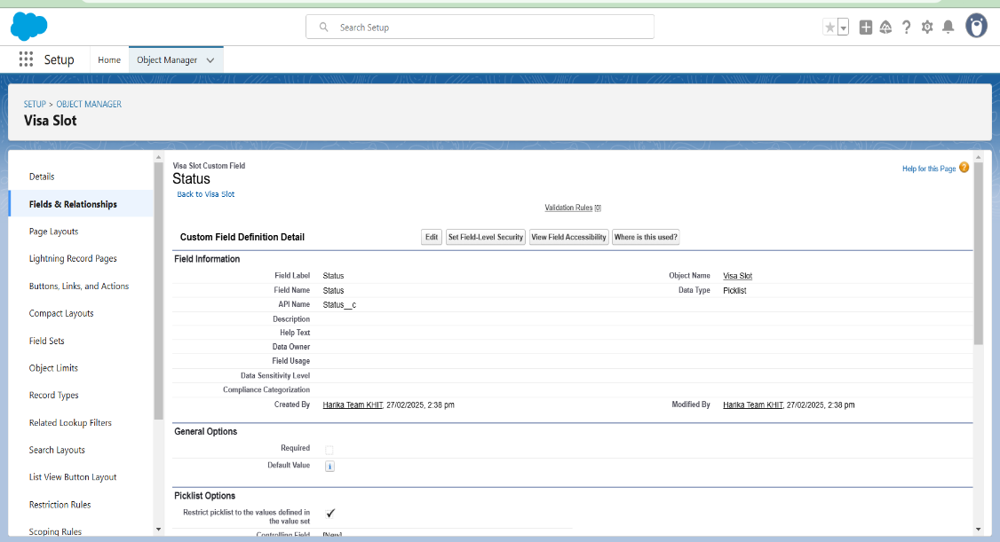 Search Setup
Setup
Home
Object Manager
SETUP > OBJECT MANAGER
Visa Slot
Details
Fields & Relationships
Page Layouts
Lightning Record Pages
Buttons, Links, and Actions
Compact Layouts
Field Sets
Object Limits
Record Types
Related Lookup Filters
Search Layouts
List View Button Layout
Restriction Rules
Scoping Rules
Visa Slot Custom Field
Status
Back to Visa Slot
Help for this Page
Validation Rules [0]
Custom Field Definition Detail
Edit
Set Field-Level Security
View Field Accessibility
Where is this used?
Field Information
Field Label Status Object Name Visa Slot
Field Name Status Data Type Picklist
API Name Status__c
Description
Help Text
Data Owner
Field Usage
Data Sensitivity Level
Compliance Categorization
Created By Harika Team KHIT, 27/02/2025, 2:38 pm Modified By Harika Team KHIT, 27/02/2025, 2:38 pm
General Options
Required
Default Value
Picklist Options
Restrict picklist to the values defined in
the value set
Controlling Field [New]